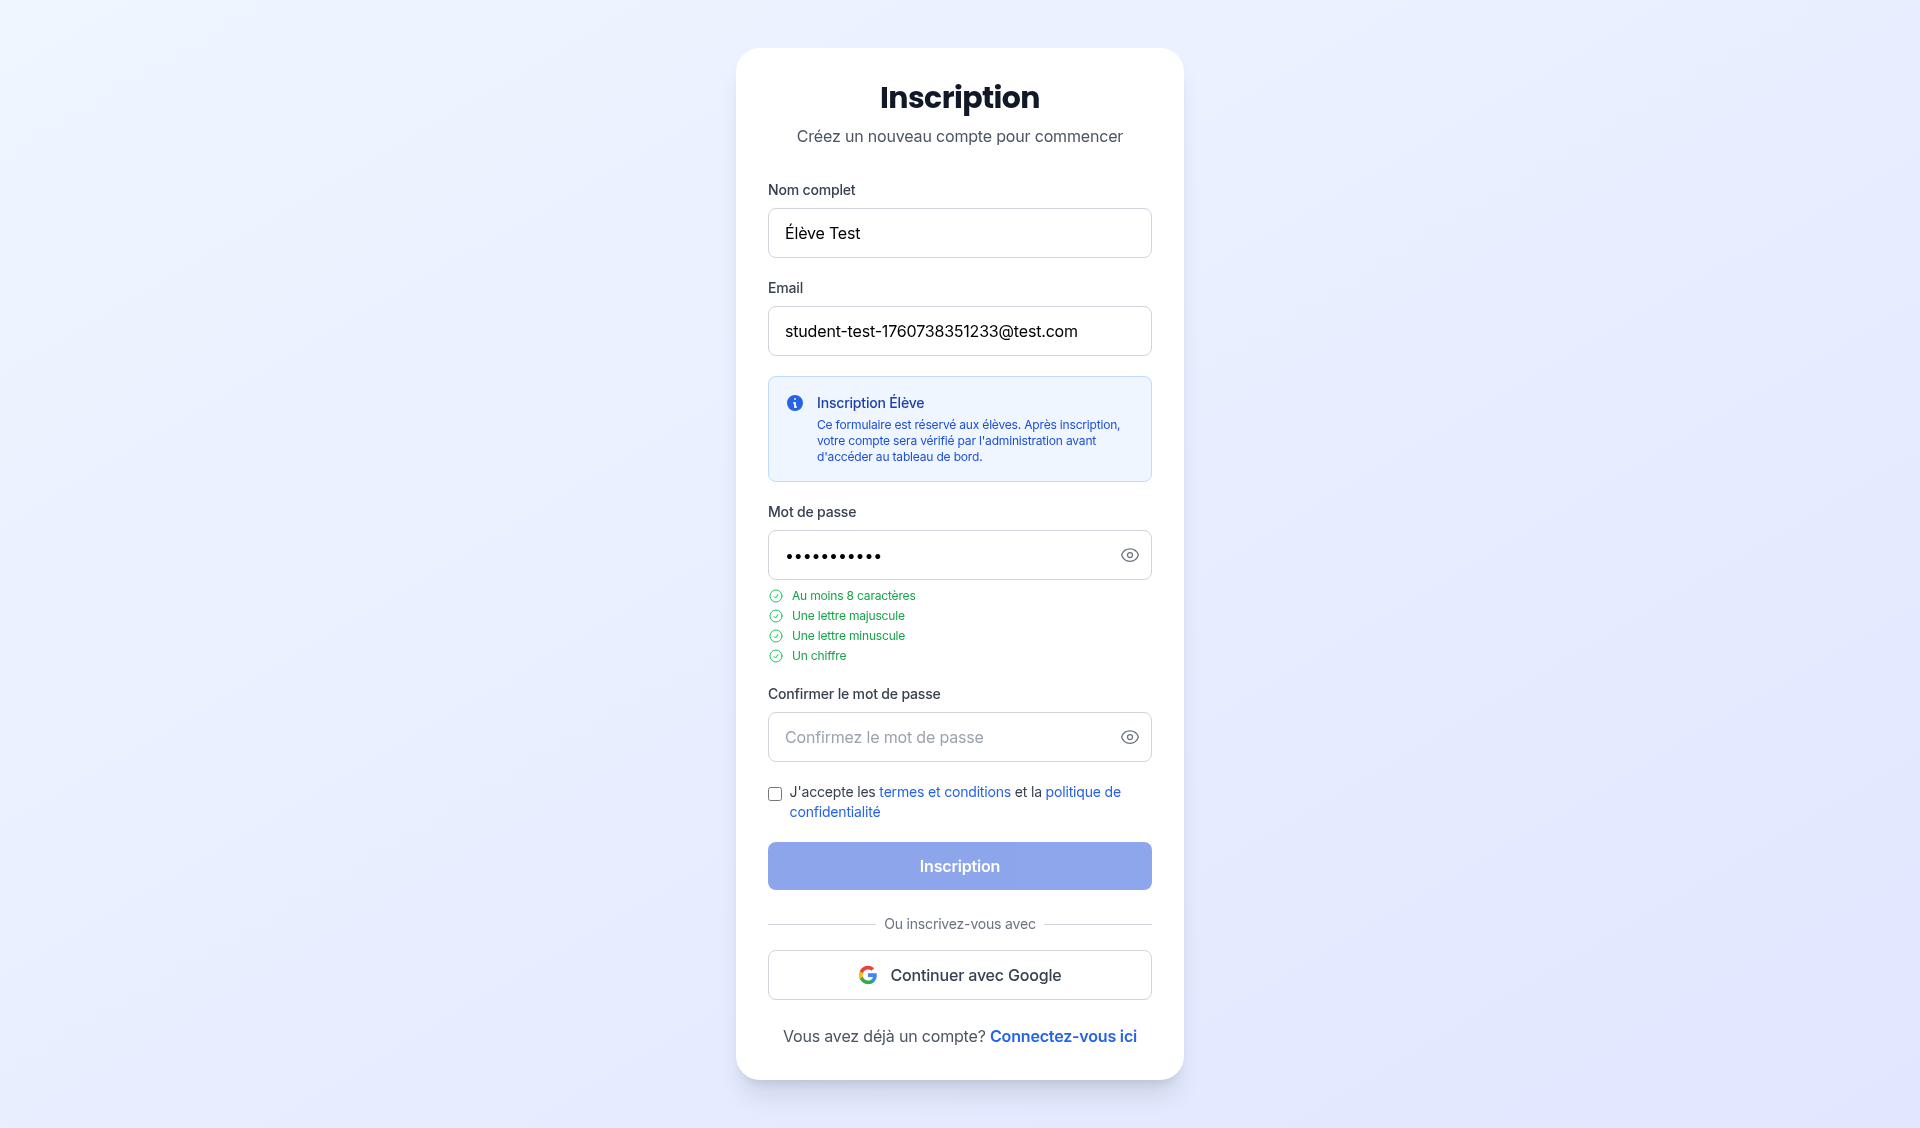 Inscription
Créez un nouveau compte pour commencer
Nom complet
Élève Test
Email
student-test-1760738351233@test.com
Inscription Élève
Ce formulaire est réservé aux élèves. Après inscription,
votre compte sera vérifié par l'administration avant
d'accéder au tableau de bord.
Mot de passe
•••••••••••
Au moins 8 caractères
Une lettre majuscule
Une lettre minuscule
Un chiffre
Confirmer le mot de passe
Confirmez le mot de passe
J'accepte les termes et conditions et la politique de
confidentialité
Inscription
Ou inscrivez-vous avec
Continuer avec Google
Vous avez déjà un compte? Connectez-vous ici